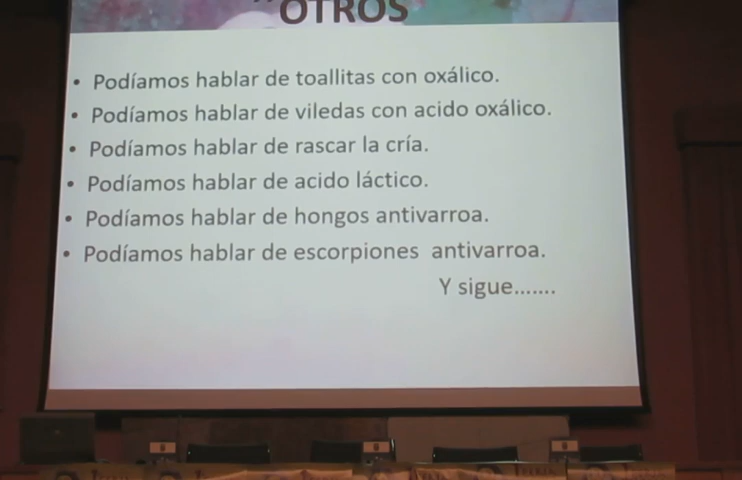 "OTROS
• Podíamos hablar de toallitas con oxálico.
• Podíamos hablar de viledas con acido oxálico.
• Podíamos hablar de rascar la cría.
• Podíamos hablar de acido láctico.
• Podíamos hablar de hongos antivarroa.
• Podíamos hablar de escorpiones antivarroa.
Y sigue.......